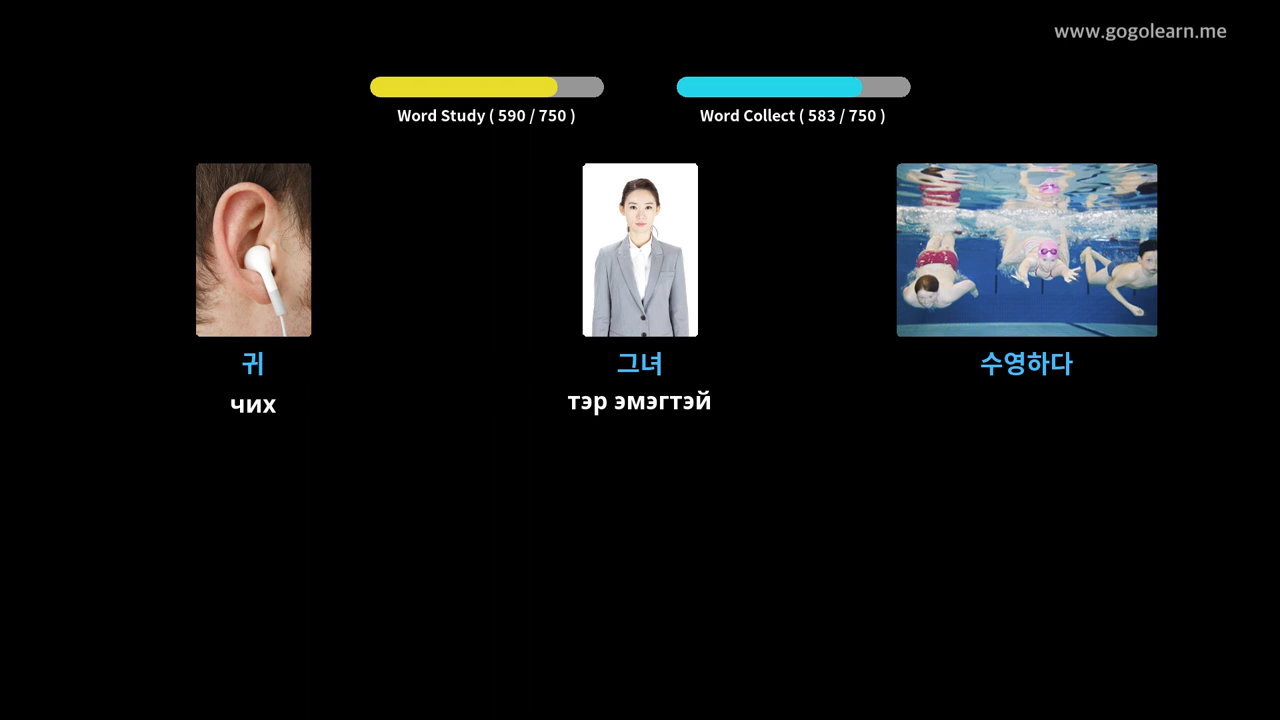 www.gogolearn.me
Word Study ( 590 / 750 )
Word Collect ( 583 / 750 )
귀
그녀
수영하다
чих
тэр эмэгтэй